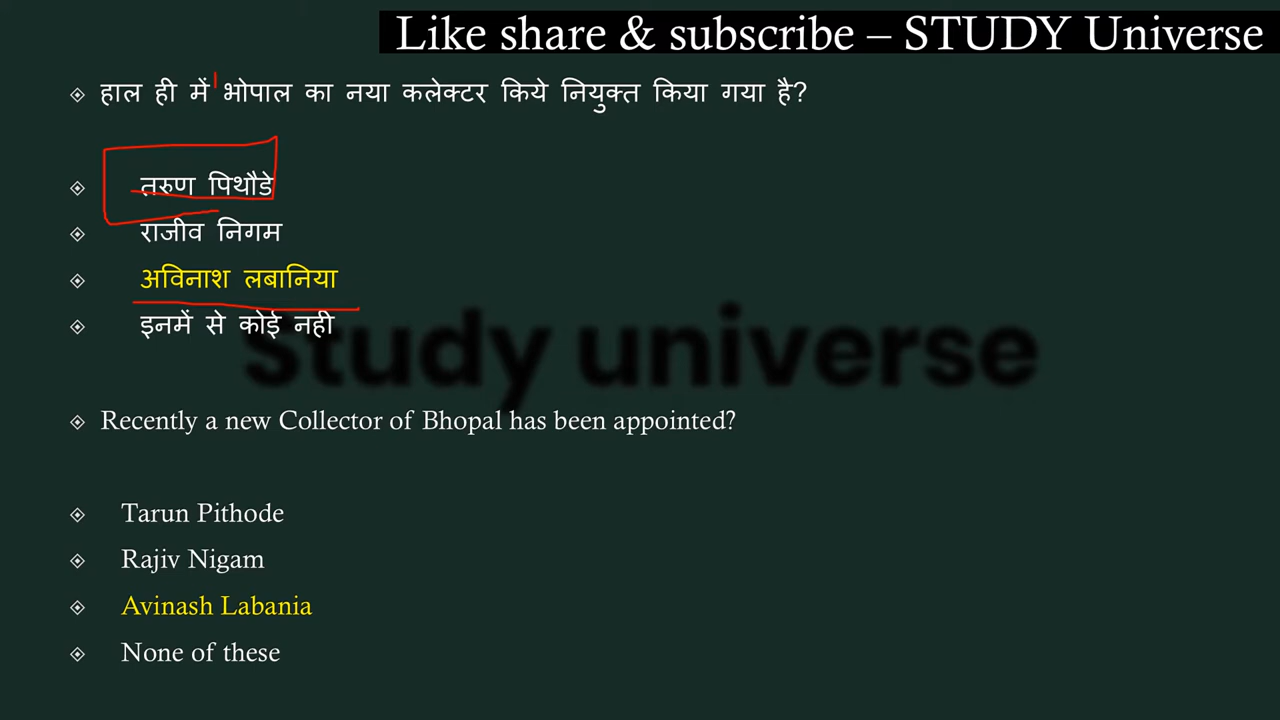 Like share & subscribe – STUDY Universe
हाल ही में भोपाल का नया कलेक्टर किये नियुक्त किया गया है?
तरुण पिथौडे
राजीव निगम
अविनाश लबानिया
इनमें से कोई नही
Study universe
Recently a new Collector of Bhopal has been appointed?
Tarun Pithode
Rajiv Nigam
Avinash Labania
None of these